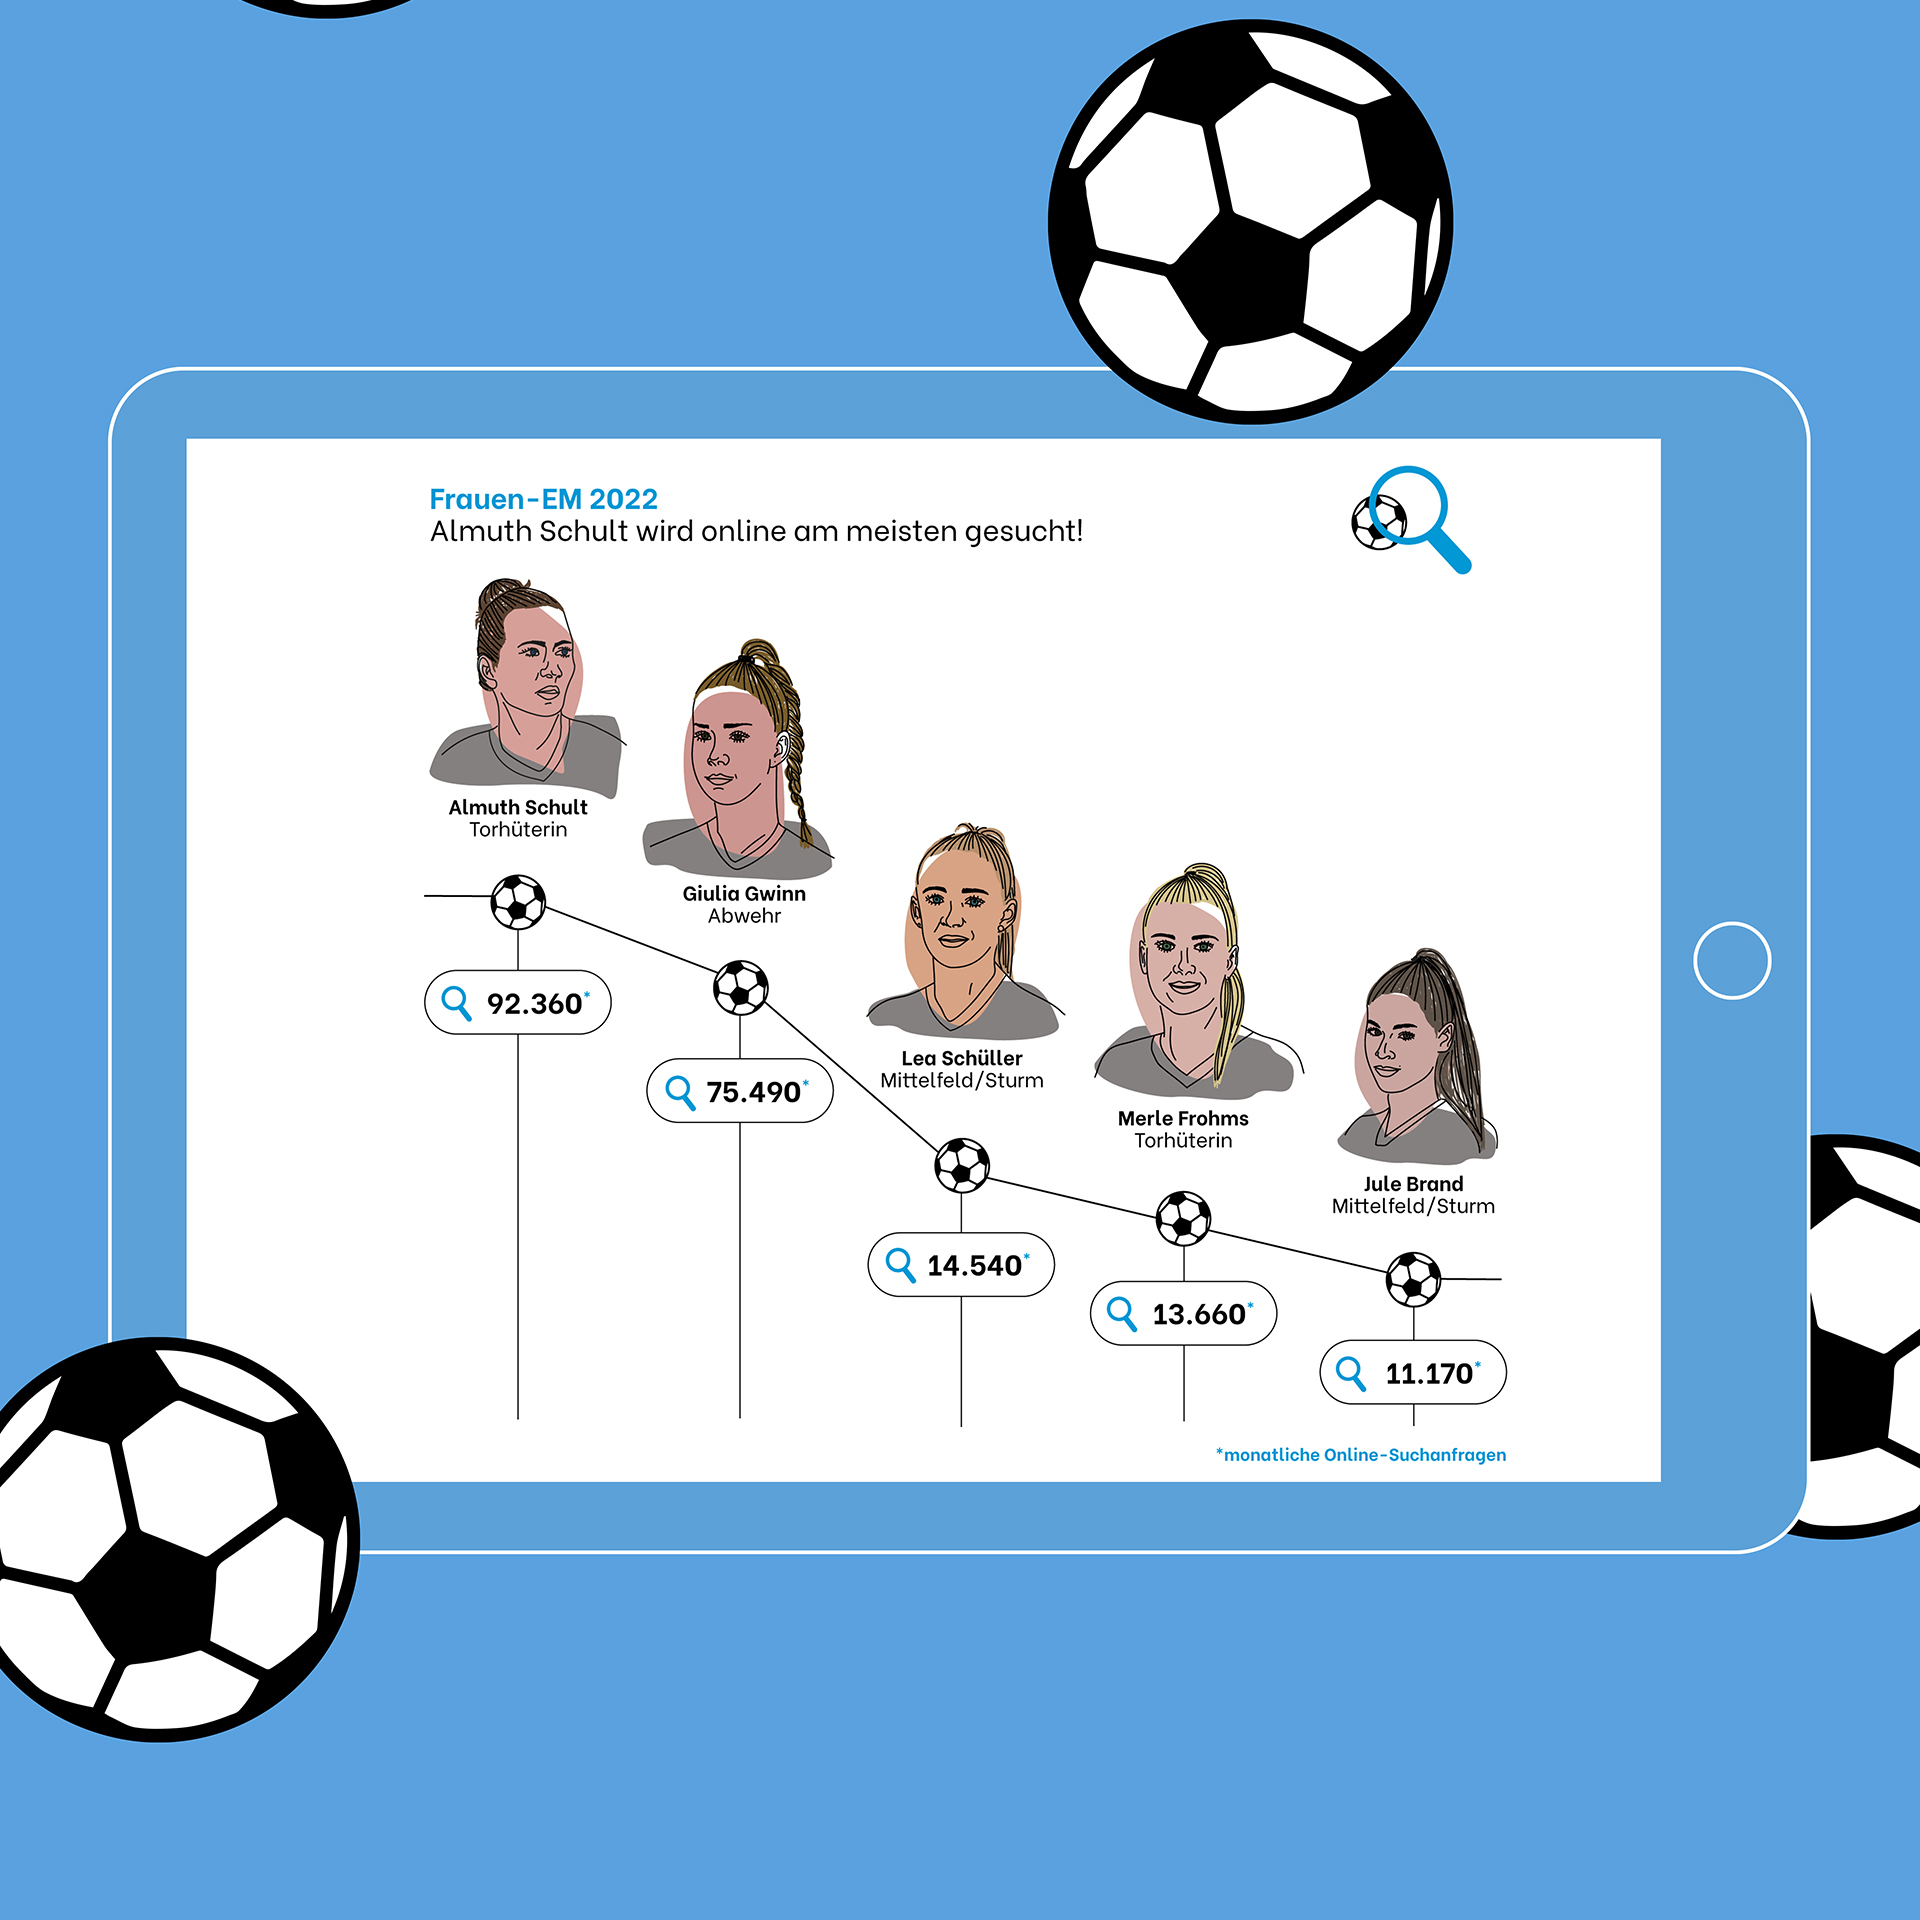 Frauen-EM 2022
Almuth Schult wird online am meisten gesucht!
Almuth Schult
Torhüterin
92.360*
Giulia Gwinn
Abwehr
75.490*
Lea Schüller
Mittelfeld/Sturm
14.540*
Merle Frohms
Torhüterin
13.660*
Jule Brand
Mittelfeld/Sturm
11.170*
*monatliche Online-Suchanfragen